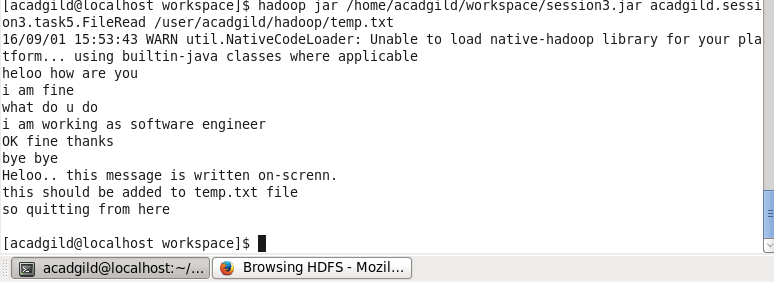 [acadgild@localhost workspace]$ hadoop jar /home/acadgild/workspace/session3.jar acadgild.sessi
on3.task5.FileRead /user/acadgild/hadoop/temp.txt
16/09/01 15:53:43 WARN util.NativeCodeLoader: Unable to load native-hadoop library for your pla
tform... using builtin-java classes where applicable
heloo how are you
i am fine
what do u do
i am working as software engineer
OK fine thanks
bye bye
Heloo.. this message is written on-screnn.
this should be added to temp.txt file
so quitting from here
[acadgild@localhost workspace]$
acadgild@localhost:~/...
Browsing HDFS - Mozil...